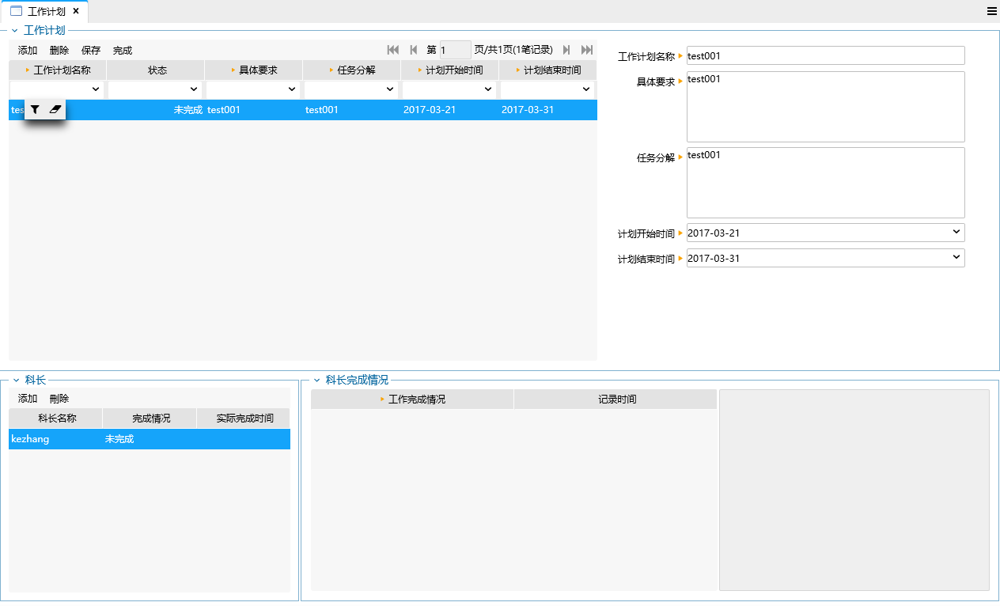 工作计划
工作计划
添加 删除 保存 完成 第 1 页/共1页(1笔记录)
工作计划名称 状态 具体要求 任务分解 计划开始时间 计划结束时间
tes 未完成 test001 test001 2017-03-21 2017-03-31
工作计划名称 test001
具体要求 test001
任务分解 test001
计划开始时间 2017-03-21
计划结束时间 2017-03-31
科长
添加 刪除
科长名称 完成情况 实际完成时间
kezhang 未完成
科长完成情况
工作完成情况 记录时间